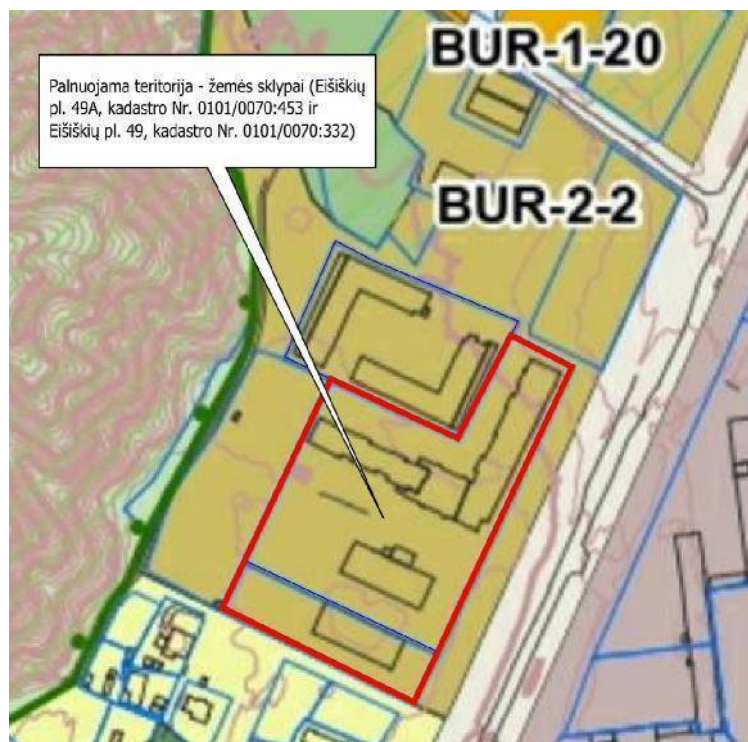 BUR-1-20
Palnuojama teritorija - žemės sklypai (Eišiškių
pl. 49A, kadastro Nr. 0101/0070:453 ir
Eišiškių pl. 49, kadastro Nr. 0101/0070:332)
BUR-2-2